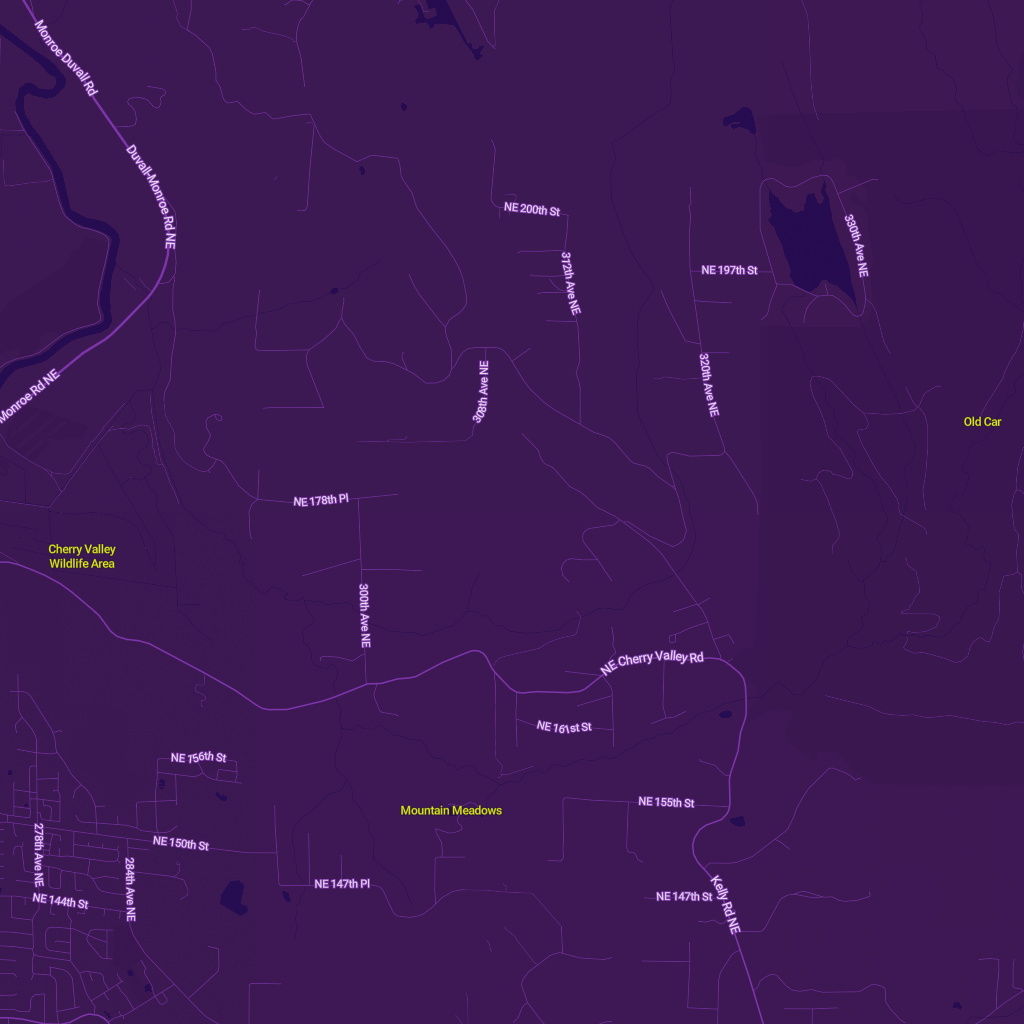 Monroe Duvall Rd
Duvall-Monroe Rd NE
NE 200th St
330th Ave NE
312th Ave NE
NE 197th St
Monroe Rd NE
308th Ave NE
320th Ave NE
Old Car
NE 178th Pl
Cherry Valley
Wildlife Area
300th Ave NE
NE Cherry Valley Rd
NE 161st St
NE 156th St
NE 155th St
Mountain Meadows
278th Ave NE
NE 150th St
284th Ave NE
NE 147th Pl
Kelly Rd NE
NE 147th St
NE 144th St